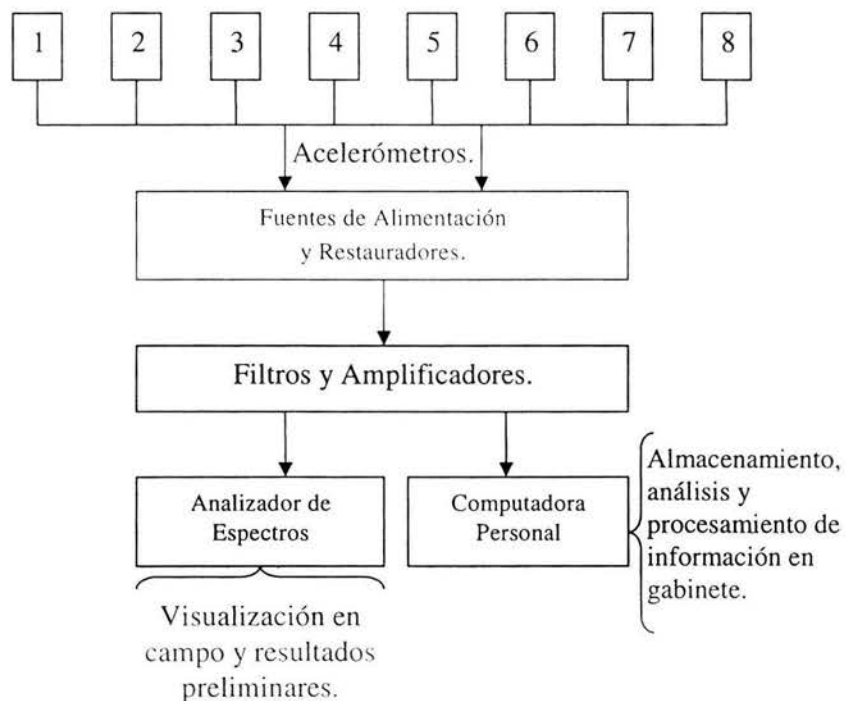 1 2 3 4 5 6 7 8
Acelerómetros.
Fuentes de Alimentación
y Restauradores.
Filtros y Amplificadores.
Analizador de
Espectros
Computadora
Personal
Almacenamiento,
análisis y
procesamiento de
información en
gabinete.
Visualización en
campo y resultados
preliminares.